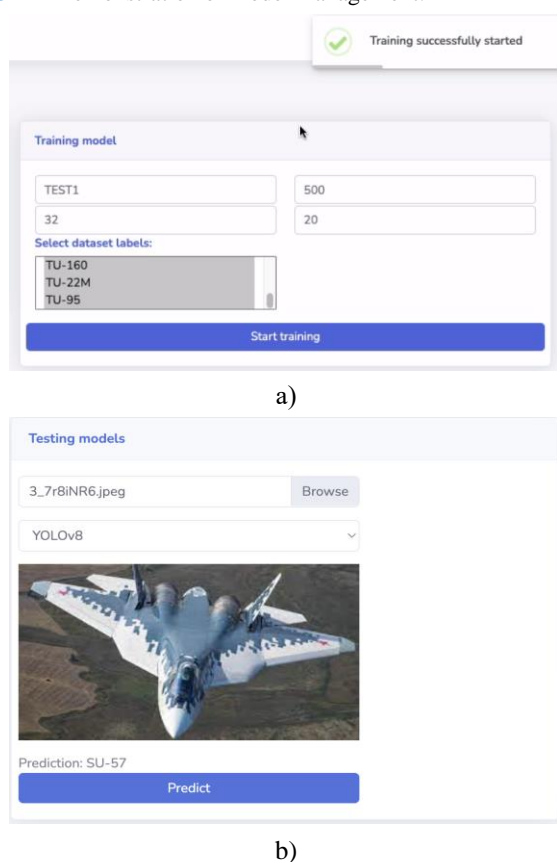 Training successfully started
Training model
TEST1
500
32
20
Select dataset labels:
TU-160
TU-22M
TU-95
Start training
a)
Testing models
3_7r8iNR6.jpeg
Browse
YOLOv8
Prediction: SU-57
Predict
b)